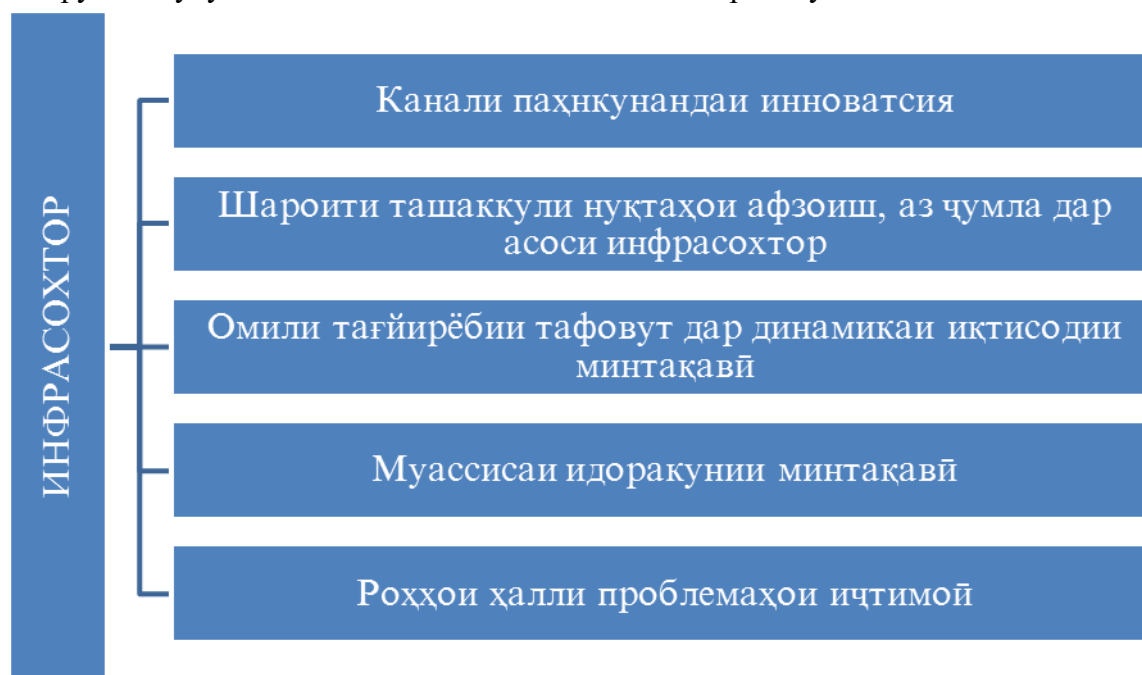 ИНФРАСОХТОР
Канали паҳнкунандаи инноватсия
Шароити ташаккули нуқтаҳои афзоиш, аз ҷумла дар
асоси инфрасохтор
Омили тағйирёбии тафовут дар динамикаи иқтисодии
минтақавӣ
Муассисаи идоракунии минтақавӣ
Роҳҳои ҳалли проблемаҳои иҷтимоӣ